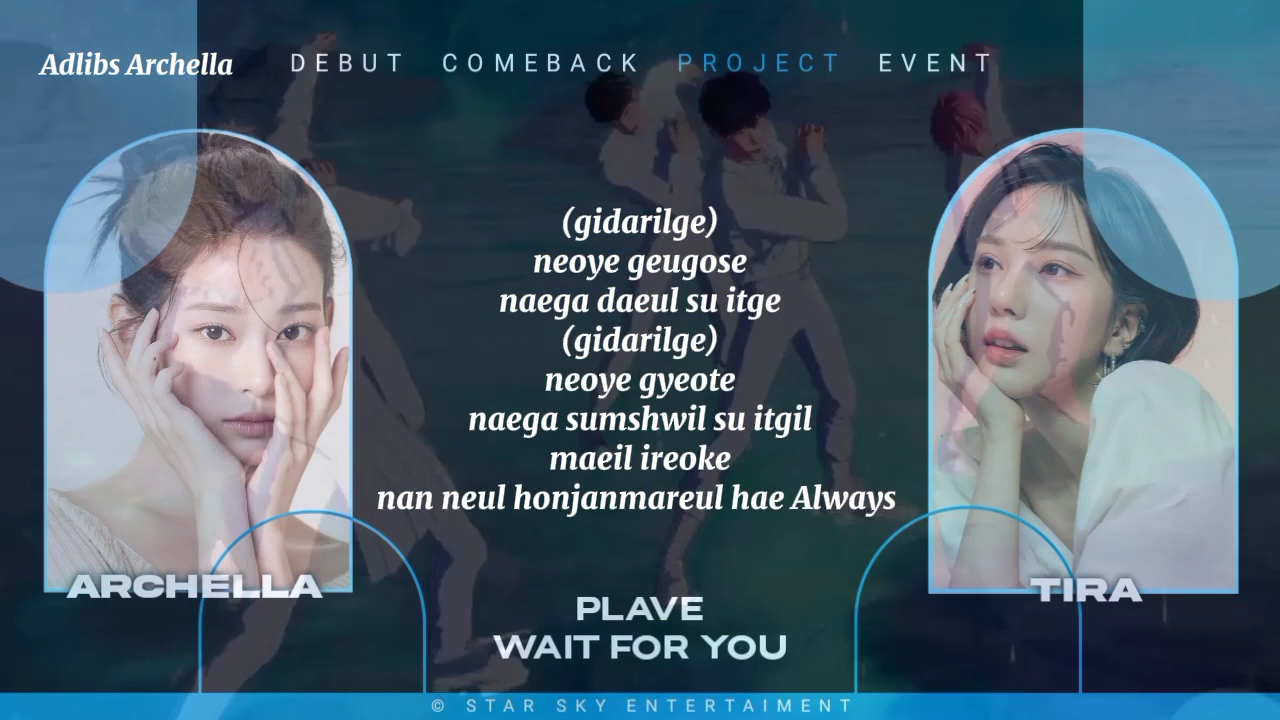 Adlibs Archella
DEBUT COMEBACK PROJECT EVENT
(gidarilge)
neoye geugose
naega daeul su itge
(gidarilge)
neoye gyeote
naega sumshwil su itgil
maeil ireoke
nan neul honjanmareul hae Always
ARCHELLA
TIRA
PLAVE
WAIT FOR YOU
© STAR SKY ENTERTAIMENT